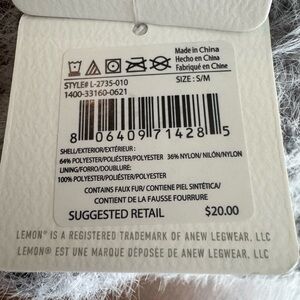 Made in China
Hecho en China
Fabriqué en Chine
STYLE# L-2735-010
SIZE : S/M
1400-33160-0621
8 06409 71428 5
SHELL/EXTERIOR/EXTÉRIEUR :
64% POLYESTER/POLIÉSTER/POLYESTER 36% NYLON/ NILÓN/NYLON
LINING/FORRO/DOUBLURE:
100% POLYESTER/POLIÉSTER/POLYESTER
CONTAINS FAUX FUR/ CONTIENE PIEL SINTÉTICA/
CONTIENT DE LA FAUSSE FOURRURE
SUGGESTED RETAIL $20.00
LEMON® IS A REGISTERED TRADEMARK OF ANEW LEGWEAR, LLC
LEMON® EST UNE MARQUE DÉPOSÉE DE ANEW LEGWEAR, LLC